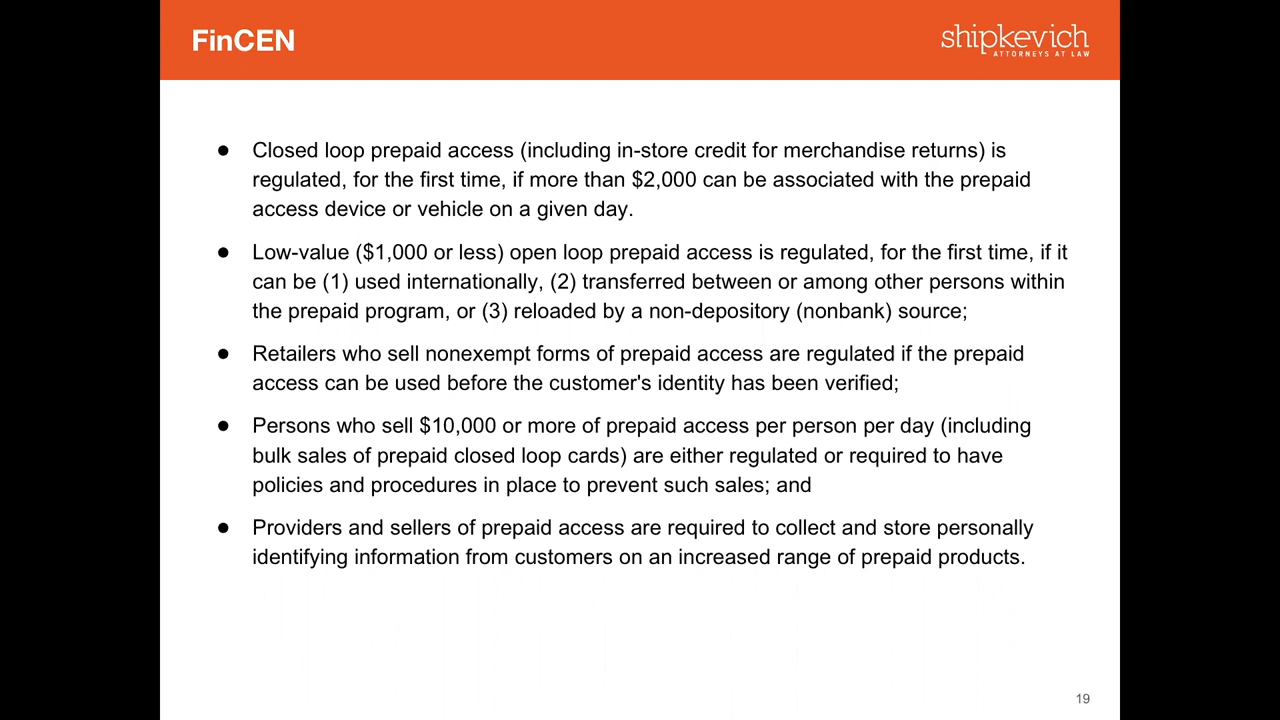 FinCEN
shipkevich
ATTORNEYS AT LAW
● Closed loop prepaid access (including in-store credit for merchandise returns) is
regulated, for the first time, if more than $2,000 can be associated with the prepaid
access device or vehicle on a given day.
● Low-value ($1,000 or less) open loop prepaid access is regulated, for the first time, if it
can be (1) used internationally, (2) transferred between or among other persons within
the prepaid program, or (3) reloaded by a non-depository (nonbank) source;
● Retailers who sell nonexempt forms of prepaid access are regulated if the prepaid
access can be used before the customer's identity has been verified;
● Persons who sell $10,000 or more of prepaid access per person per day (including
bulk sales of prepaid closed loop cards) are either regulated or required to have
policies and procedures in place to prevent such sales; and
● Providers and sellers of prepaid access are required to collect and store personally
identifying information from customers on an increased range of prepaid products.
19